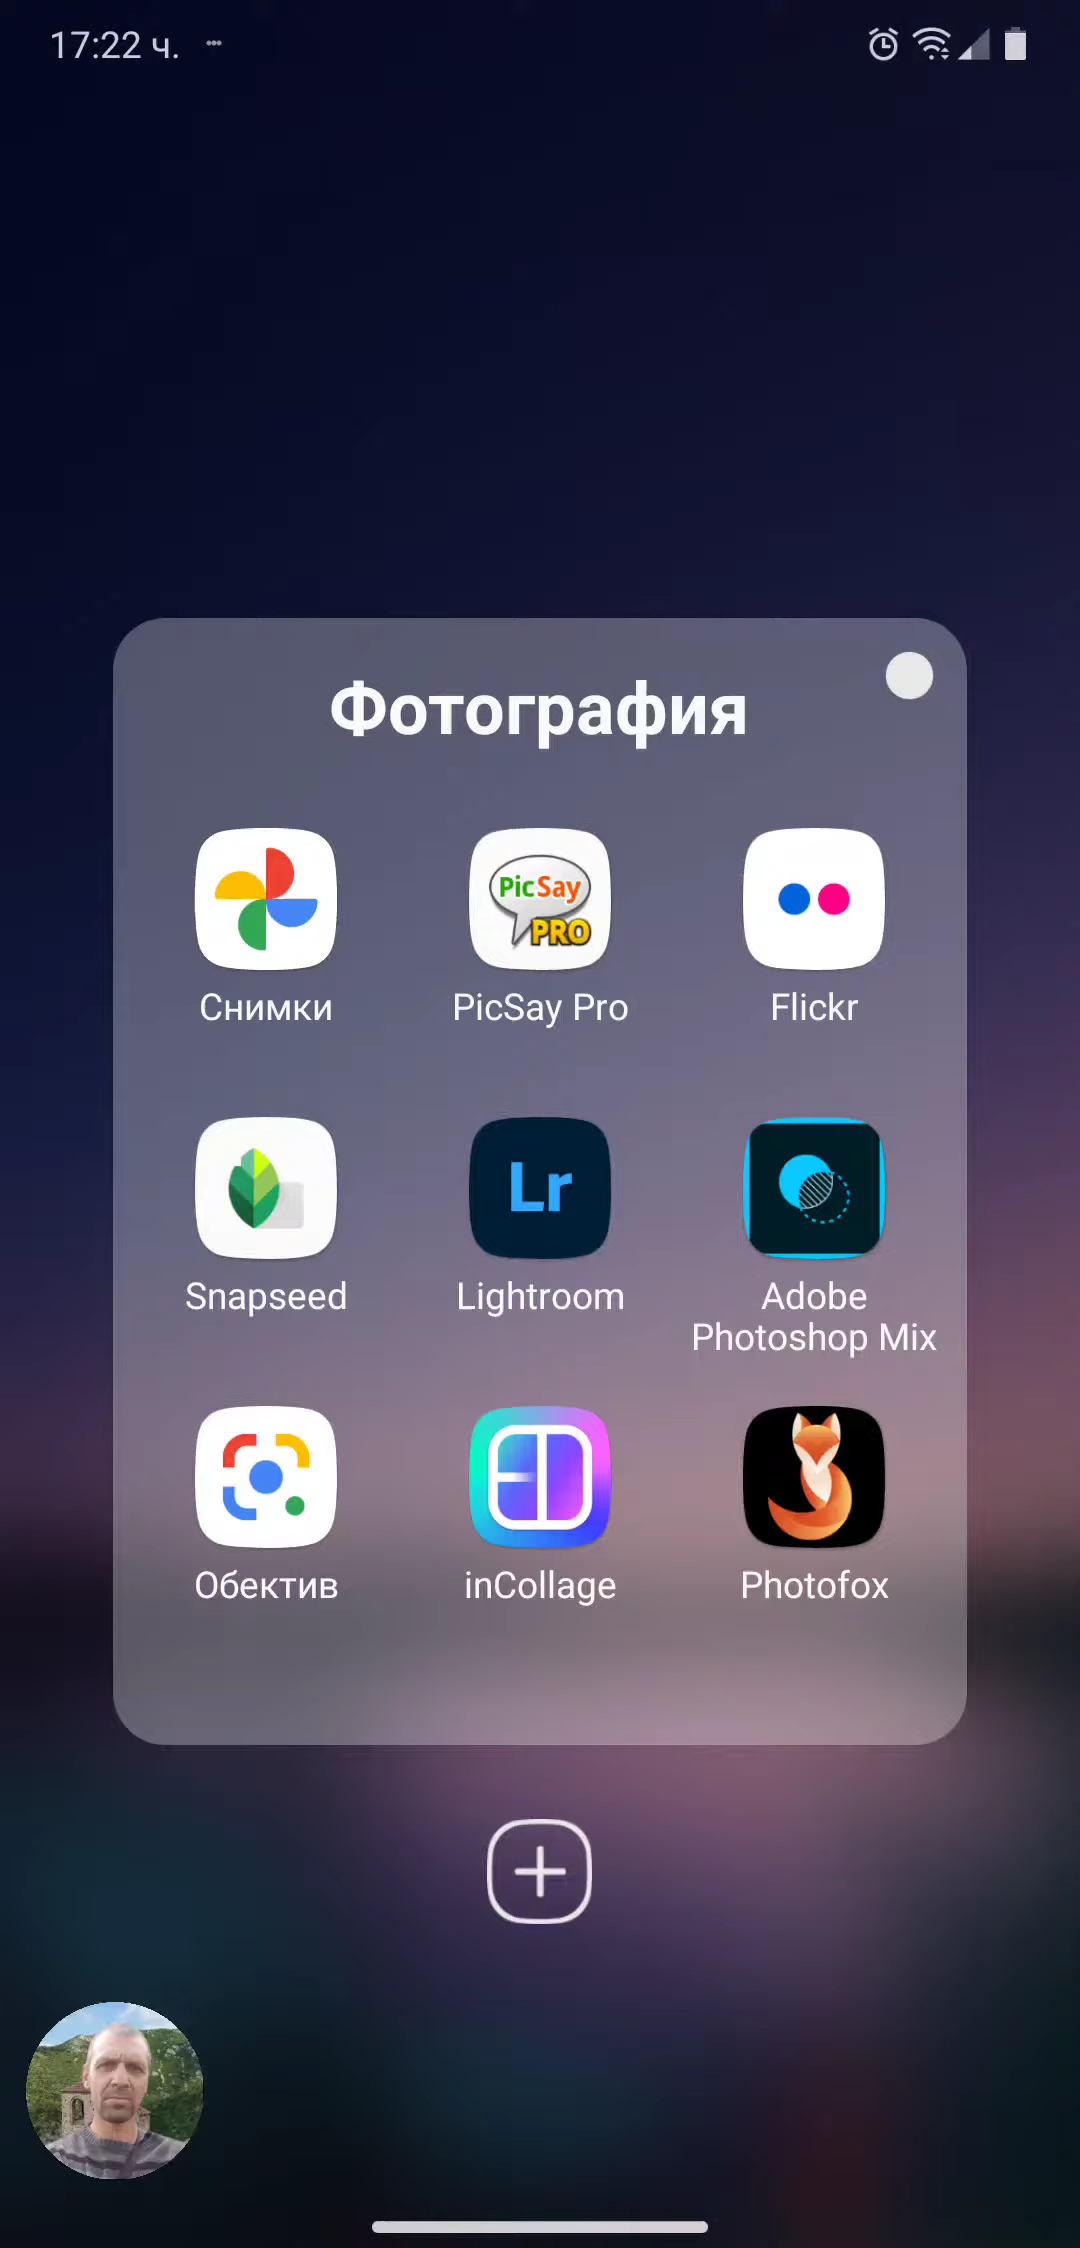 17:22 ч.
Фотография
PicSay
PRO
Снимки
PicSay Pro
Flickr
Lr
Snapseed
Lightroom
Adobe
Photoshop Mix
Обектив
inCollage
Photofox